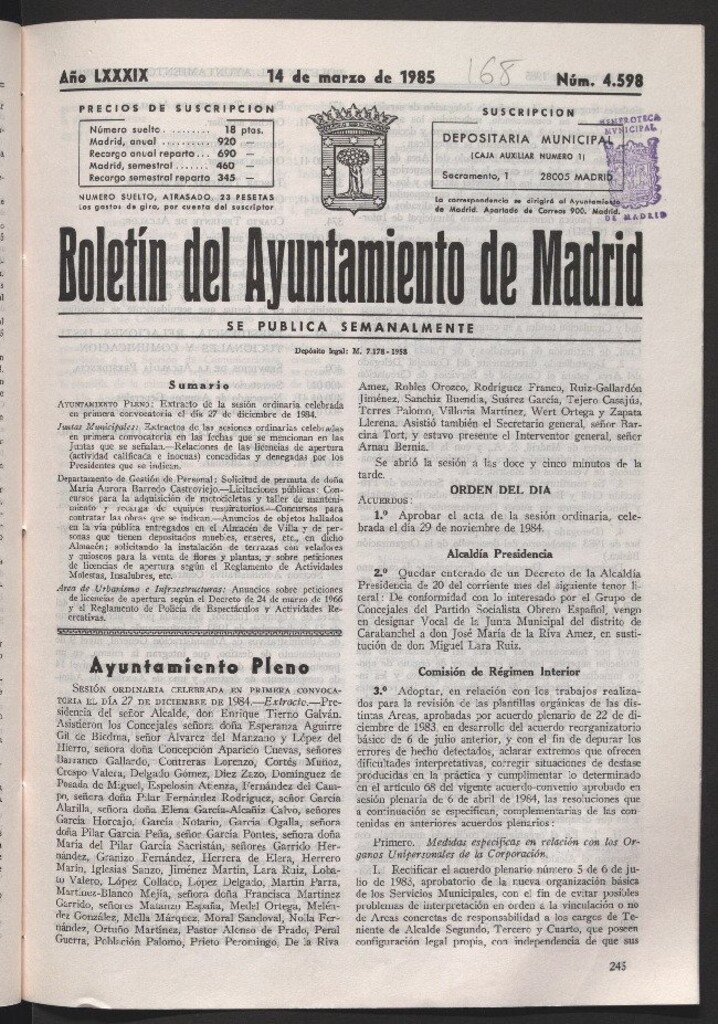 Año LXXXIX 14 de marzo de 1985 168 Núm. 4.598
PRECIOS DE SUSCRIPCION
Número suelto ......... 18 ptas.
Madrid, anual .......... 920 —
Recargo anual reparto... 690 —
Madrid, semestral ....... 460 —
Recargo semestral reparto 345 —
NUMERO SUELTO, ATRASADO, 23 PESETAS
Los gastos de giro, por cuenta del suscriptor
SUSCRIPCION
DEPOSITARIA MUNICIPAL
(CAJA AUXILIAR NUMERO 1)
Sacramento, 1 28005 MADRID
La correspondencia se dirigirá al Ayuntamiento
de Madrid. Apartado de Correos 900. Madrid.
HEMEROTECA
MVNICIPAL
DE MADRID
Boletín del Ayuntamiento de Madrid
SE PUBLICA SEMANALMENTE
Depósito legal: M. 7.178 - 1958
Sumario
AYUNTAMIENTO PLENO: Extracto de la sesión ordinaria celebrada
en primera convocatoria el día 27 de diciembre de 1984.
Juntas Municipales: Extractos de las sesiones ordinarias celebradas
en primera convocatoria en las fechas que se mencionan en las
Juntas que se señalan.—Relaciones de las licencias de apertura
(actividad calificada e inocuas) concedidas y denegadas por los
Presidentes que se indican.
Departamento de Gestión de Personal: Solicitud de permuta de doña
María Aurora Barredo Castroviejo.—Licitaciones públicas: Con-
cursos para la adquisición de motocicletas y taller de manteni-
miento y recarga de equipos respiratorios.—Concursos para
contratar las obras que se indican.—Anuncios de objetos hallados
en la vía pública entregados en el Almacén de Villa y de per-
sonas que tienen depositados muebles, enseres, etc., en dicho
Almacén; solicitando la instalación de terrazas con veladores
y quioscos para la venta de flores y plantas, y sobre peticiones
de licencias de apertura según el Reglamento de Actividades
Molestas, Insalubres, etc.
Area de Urbanismo e Infraestructuras: Anuncios sobre peticiones
de licencias de apertura según el Decreto de 24 de marzo de 1966
y el Reglamento de Policía de Espectáculos y Actividades Re-
creativas.
Ayuntamiento Pleno
SESIÓN ORDINARIA CELEBRADA EN PRIMERA CONVOCA-
TORIA EL DÍA 27 DE DICIEMBRE DE 1984.—Extracto.—Pre-
sidencia del señor Alcalde, don Enrique Tierno Galván.
Asistieron los Concejales señora doña Esperanza Aguirre
Gil de Biedma, señor Alvarez del Manzano y López del
Hierro, señora doña Concepción Aparicio Cuevas, señores
Barranco Gallardo, Contreras Lorenzo, Cortés Muñoz,
Crespo Valera, Delgado Gómez, Díez Zazo, Domínguez de
Posada de Miguel, Espelosín Atienza, Fernández del Cam-
po, señora doña Pilar Fernández Rodríguez, señor García
Alarilla, señora doña Elena García-Alcañiz Calvo, señores
García Horcajo, García Notario, García Ogalla, señora
doña Pilar García Peña, señor García Pontes, señora doña
María del Pilar García Sacristán, señores Garrido Her-
nández, Granizo Fernández, Herrera de Elera, Herrero
Marín, Iglesias Sanzo, Jiménez Martín, Lara Ruiz, Loba-
to Valero, López Collado, López Delgado, Martín Parra,
Martínez-Blanco Mejía, señora doña Francisca Martínez
Garrido, señores Matanzo España, Medel Ortega, Melén-
dez González, Mella Márquez, Moral Sandoval, Nolla Fer-
nández, Ortuño Martínez, Pastor Alonso de Prado, Peral
Guerra, Población Palomo, Prieto Peromingo, De la Riva
Amez, Robles Orozco, Rodríguez Franco, Ruiz-Gallardón
Jiménez, Sanchiz Buendía, Suárez García, Tejero Casajús,
Torres Palomo, Villoria Martínez, Wert Ortega y Zapata
Llerena. Asistió también el Secretario general, señor Bar-
cina Tort, y estuvo presente el Interventor general, señor
Arnau Bernia.
Se abrió la sesión a las doce y cinco minutos de la
tarde.
ORDEN DEL DIA
ACUERDOS:
1.º Aprobar el acta de la sesión ordinaria, cele-
brada el día 29 de noviembre de 1984.
Alcaldía Presidencia
2.º Quedar enterado de un Decreto de la Alcaldía
Presidencia de 20 del corriente mes del siguiente tenor li-
teral: De conformidad con lo interesado por el Grupo de
Concejales del Partido Socialista Obrero Español, vengo
en designar Vocal de la Junta Municipal del distrito de
Carabanchel a don José María de la Riva Amez, en susti-
tución de don Miguel Lara Ruiz.
Comisión de Régimen Interior
3.º Adoptar, en relación con los trabajos realiza-
dos para la revisión de las plantillas orgánicas de las dis-
tintas Areas, aprobadas por acuerdo plenario de 22 de di-
ciembre de 1983, en desarrollo del acuerdo reorganizatorio
básico de 6 de julio anterior, y con el fin de depurar los
errores de hecho detectados, aclarar extremos que ofrecen
dificultades interpretativas, corregir situaciones de desfase
producidas en la práctica y cumplimentar lo determinado
en el artículo 68 del vigente acuerdo-convenio aprobado en
sesión plenaria de 6 de abril de 1984, las resoluciones que
a continuación se especifican, complementarias de las con-
tenidas en anteriores acuerdos plenarios:
Primero. Medidas específicas en relación con los Or-
ganos Unipersonales de la Corporación.
I. Rectificar el acuerdo plenario número 5 de 6 de ju-
lio de 1983, aprobatorio de la nueva organización básica
de los Servicios Municipales, con el fin de evitar posibles
problemas de interpretación en orden a la vinculación o no
de Areas concretas de responsabilidad a los cargos de Te-
niente de Alcalde Segundo, Tercero y Cuarto, que poseen
configuración legal propia, con independencia de que sus
245